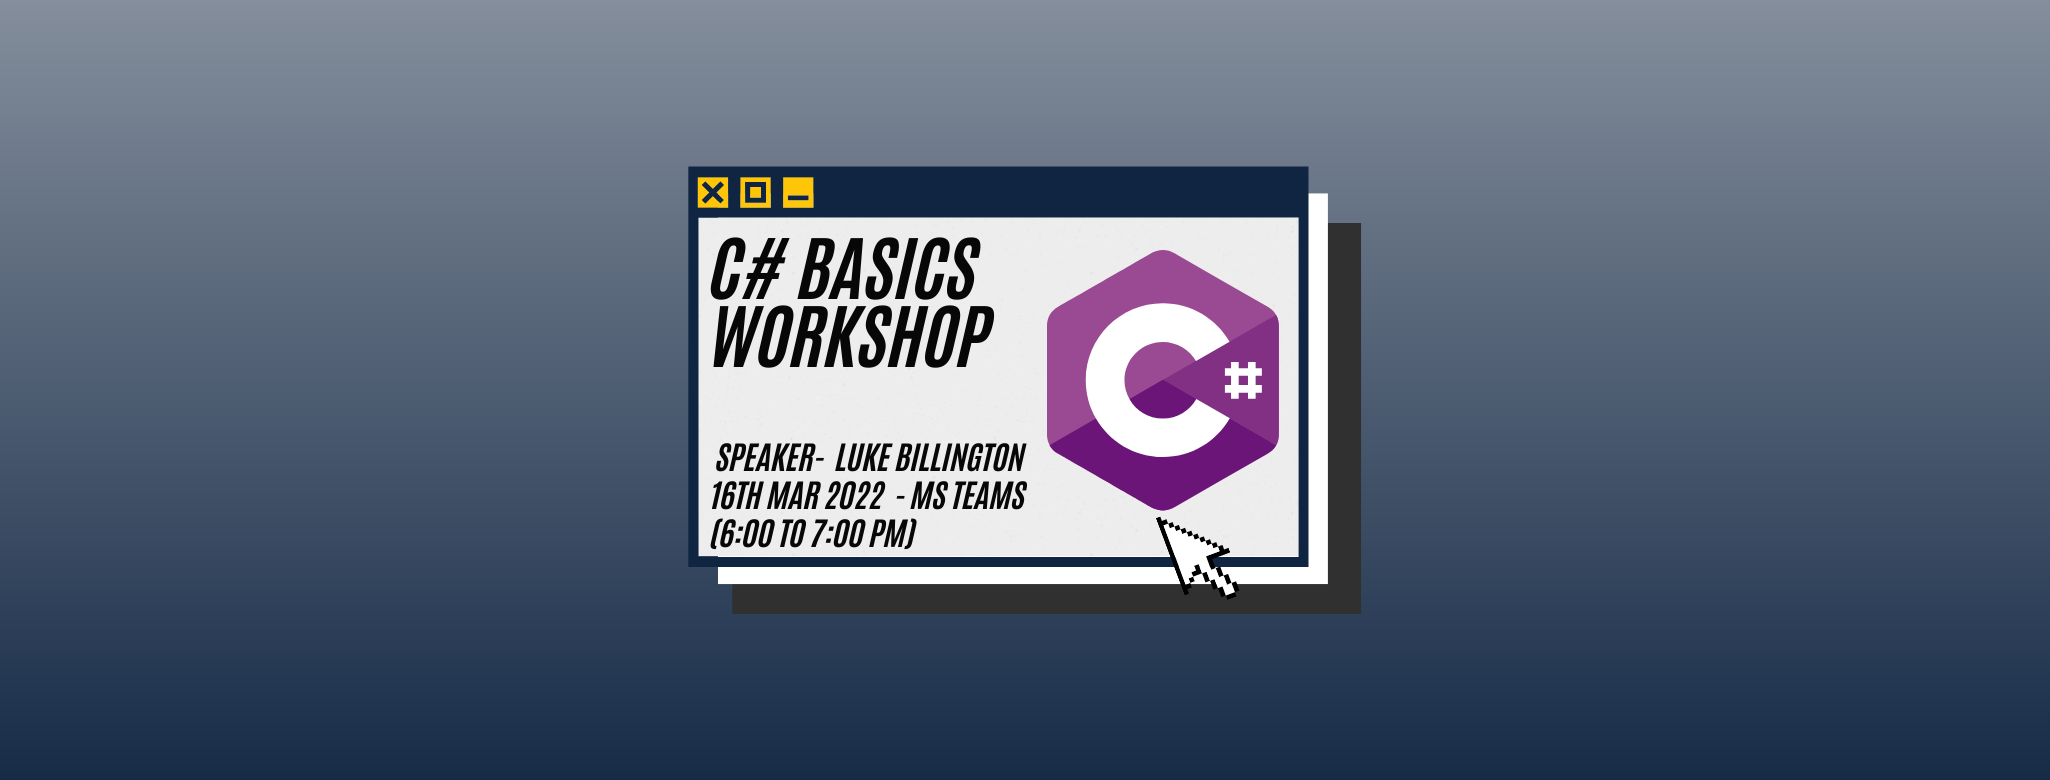 C# BASICS
WORKSHOP
SPEAKER- LUKE BILLINGTON
16TH MAR 2022 - MS TEAMS
(6:00 TO 7:00 PM)
C#